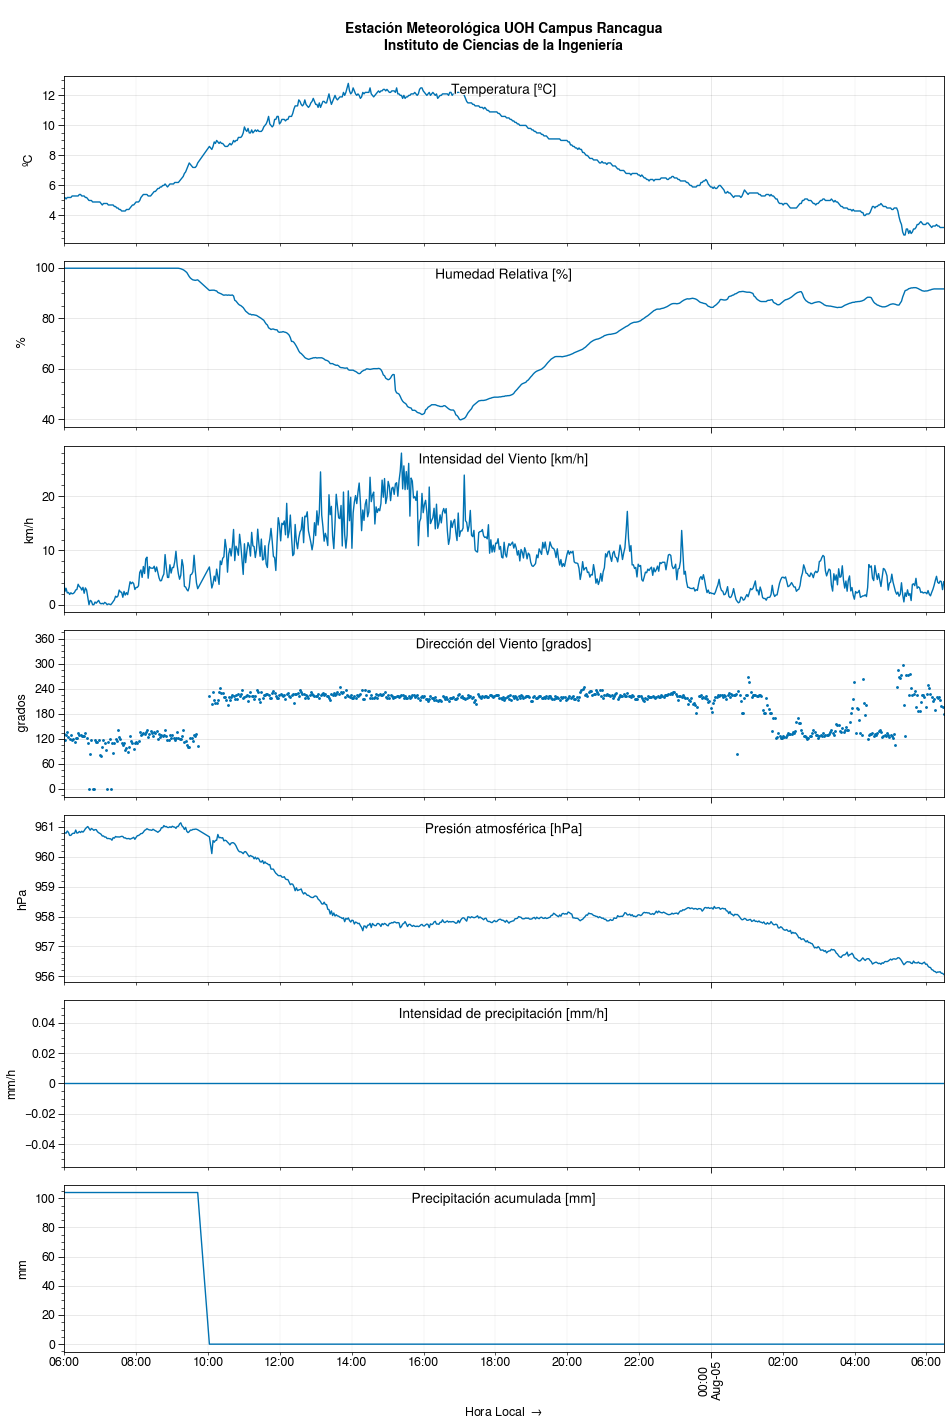 Estación Meteorológica UOH Campus Rancagua
Instituto de Ciencias de la Ingeniería
Temperatura [ºC]
12
10
8
6
4
ºC
Humedad Relativa [%]
100
80
60
40
%
Intensidad del Viento [km/h]
20
10
0
km/h
Dirección del Viento [grados]
360
300
240
180
120
60
0
grados
Presión atmosférica [hPa]
961
960
959
958
957
956
hPa
Intensidad de precipitación [mm/h]
0.04
0.02
0
−0.02
−0.04
mm/h
Precipitación acumulada [mm]
100
80
60
40
20
0
mm
06:00 08:00 10:00 12:00 14:00 16:00 18:00 20:00 22:00 00:00 02:00 04:00 06:00
Aug-05
Hora Local →